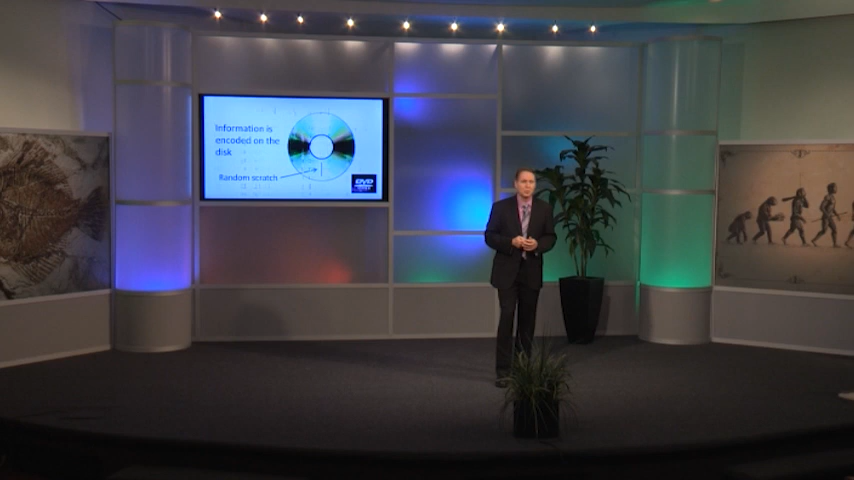 Information is
encoded on the
disk
Random scratch
DVD